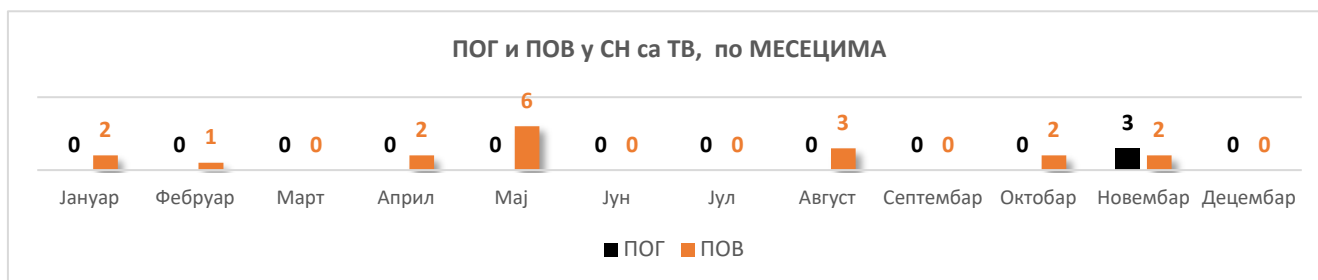 ПОГ и ПОВ у СН са ТВ, по МЕСЕЦИМА
0 2 0 1 0 0 0 2 0 6 0 0 0 0 0 3 0 0 0 2 3 2 0 0
Јануар Фебруар Март Април Мај Јун Јул Август Септембар Октобар Новембар Децембар
ПОГ ПОВ